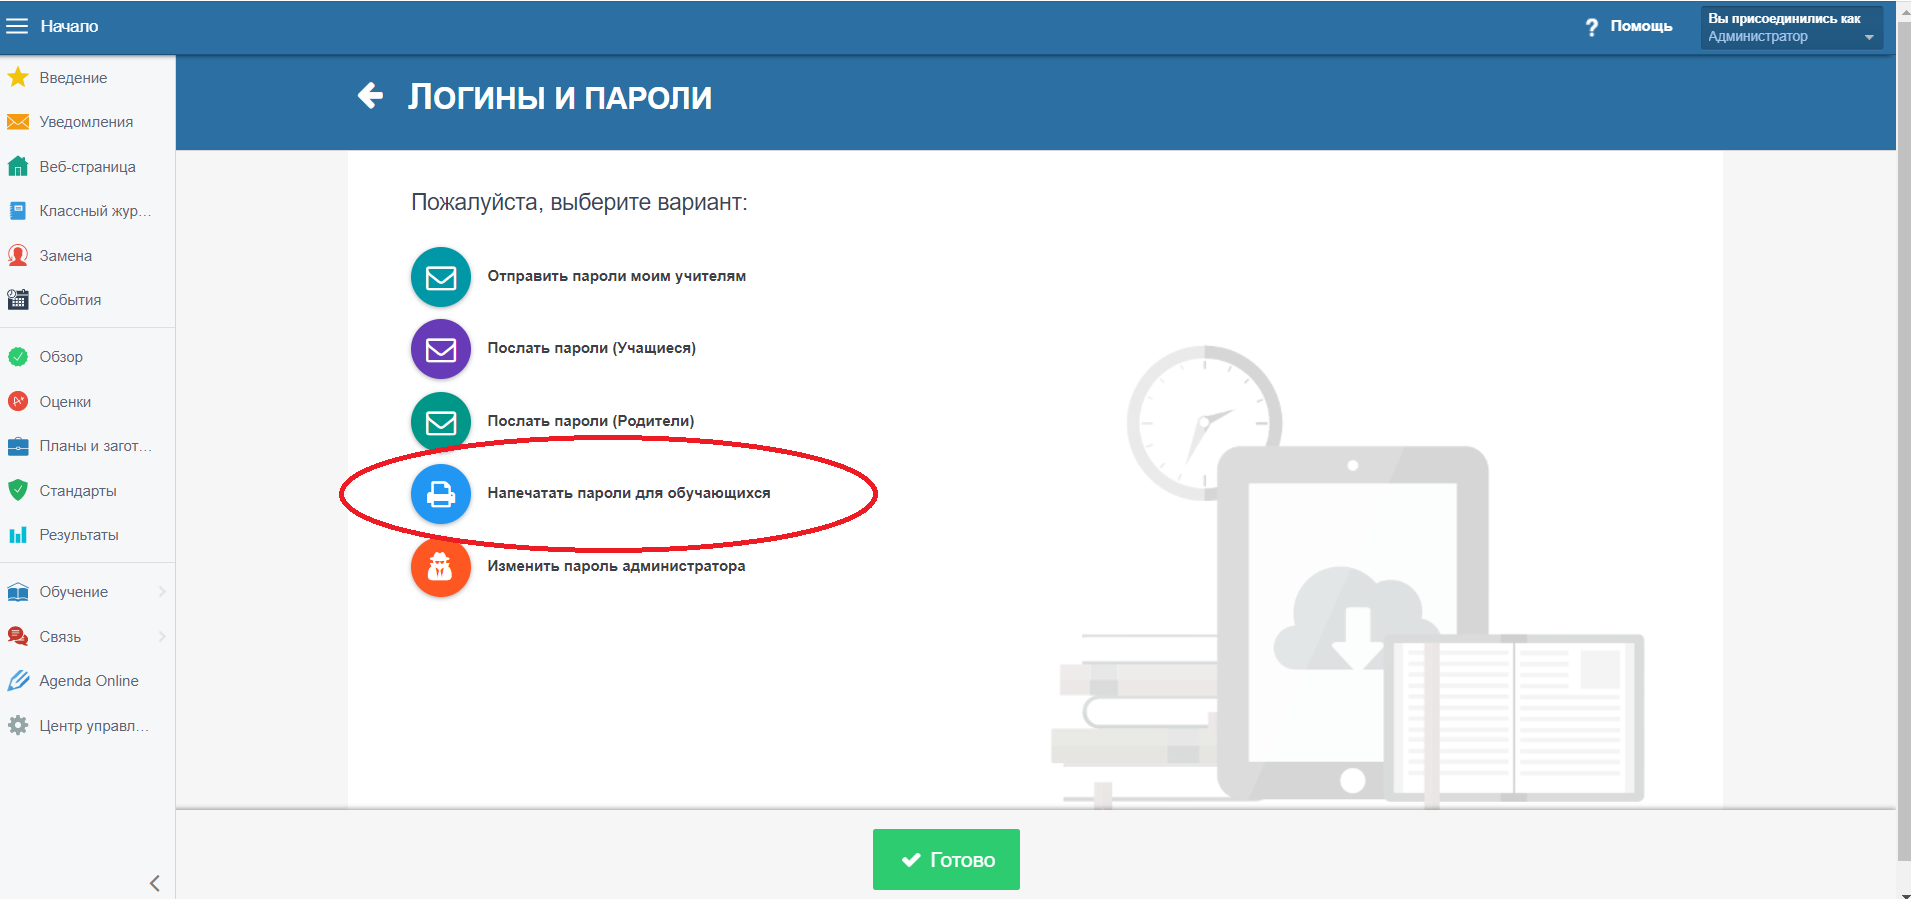 Начало
Помощь
Вы присоединились как
Администратор
Введение
Уведомления
Веб-страница
Классный жур...
Замена
События
Обзор
Оценки
Планы и загот...
Стандарты
Результаты
Обучение
Связь
Agenda Online
Центр управл...
Логины и пароли
Пожалуйста, выберите вариант:
Отправить пароли моим учителям
Послать пароли (Учащиеся)
Послать пароли (Родители)
Напечатать пароли для обучающихся
Изменить пароль администратора
Готово